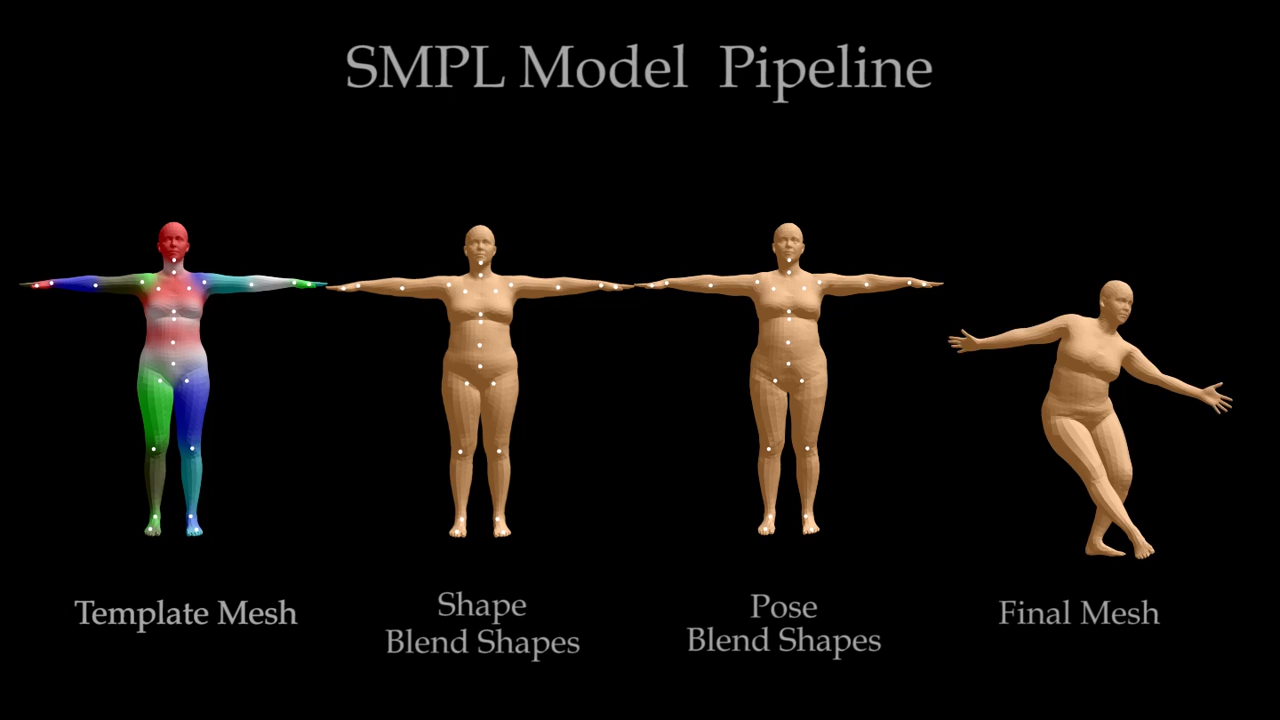 SMPL Model Pipeline
Template Mesh
Shape
Blend Shapes
Pose
Blend Shapes
Final Mesh